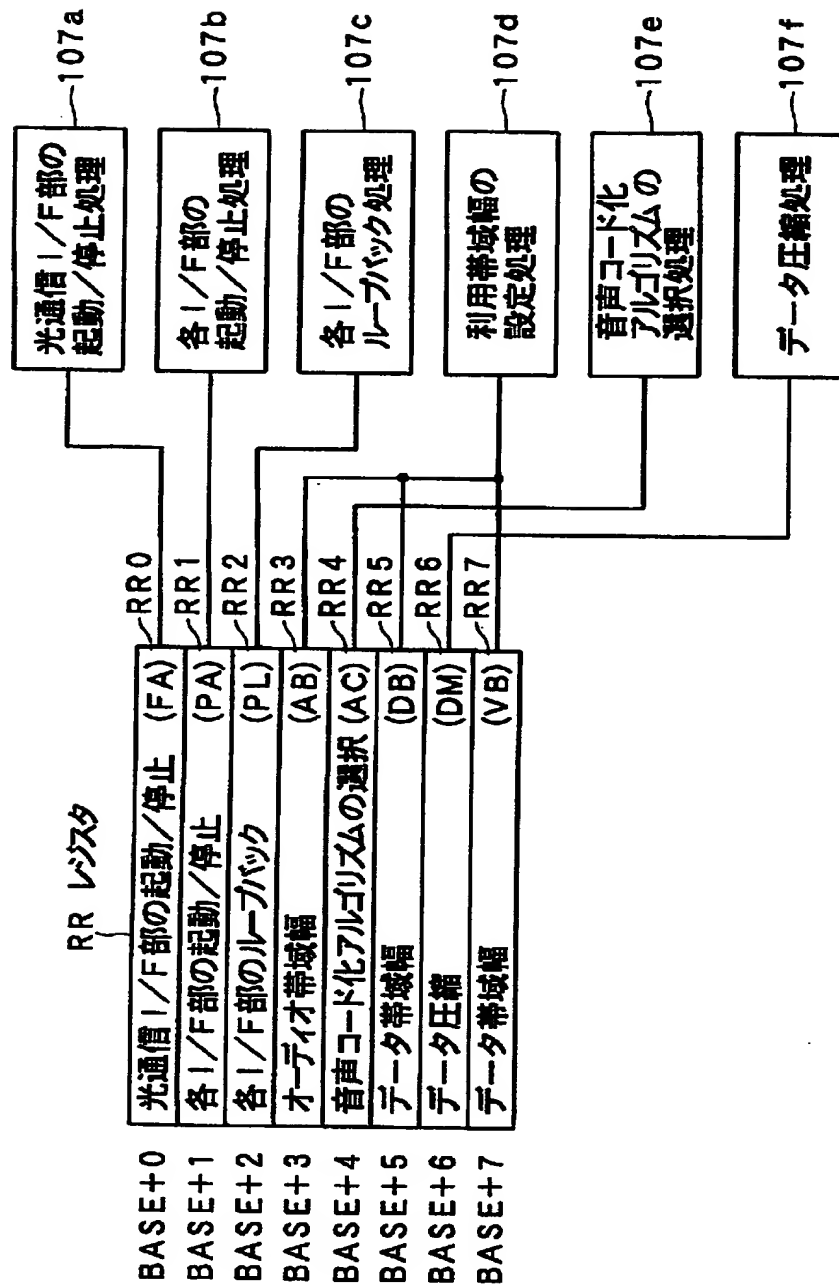 RR レジスタ
BASE+0 光通信I/F部の起動/停止 (FA) RR0
BASE+1 各I/F部の起動/停止 (PA) RR1
BASE+2 各I/F部のループバック (PL) RR2
BASE+3 オーディオ帯域幅 (AB) RR3
BASE+4 音声コード化アルゴリズムの選択 (AC) RR4
BASE+5 データ帯域幅 (DB) RR5
BASE+6 データ圧縮 (DM) RR6
BASE+7 データ帯域幅 (VB) RR7
光通信I/F部の
起動/停止処理
107a
各I/F部の
起動/停止処理
107b
各I/F部の
ループバック処理
107c
利用帯域幅の
設定処理
107d
音声コード化
アルゴリズムの
選択処理
107e
データ圧縮処理
107f